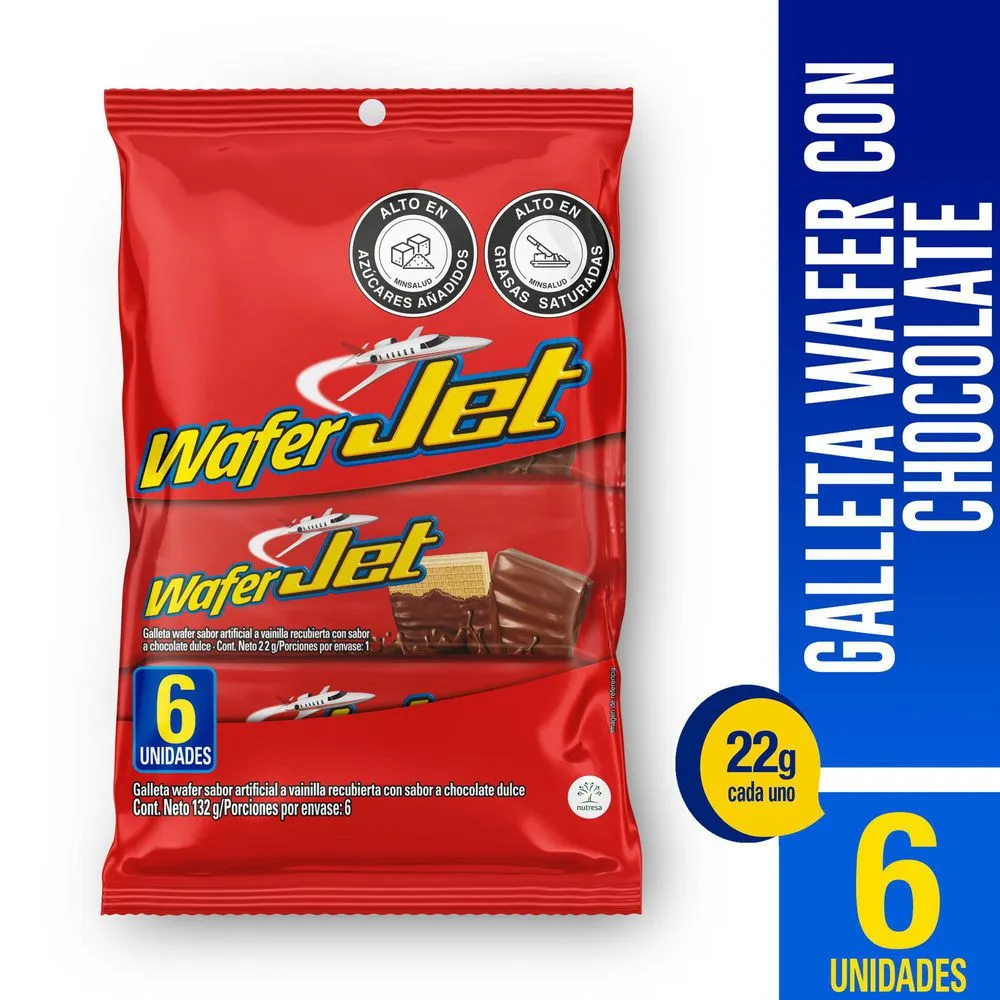 ALTO EN
AZÚCARES AÑADIDOS
MINSALUD
ALTO EN
GRASAS SATURADAS
MINSALUD
Wafer Jet
Wafer Jet
Galleta wafer sabor artificial a vainilla recubierta con sabor
a chocolate dulce - Cont. Neto 22 g/Porciones por envase: 1
6
UNIDADES
Imagen de referencia
Galleta wafer sabor artificial a vainilla recubierta con sabor a chocolate dulce
Cont. Neto 132 g/Porciones por envase: 6
nutresa
GALLETA WAFER CON
CHOCOLATE
22g
cada uno
6
UNIDADES